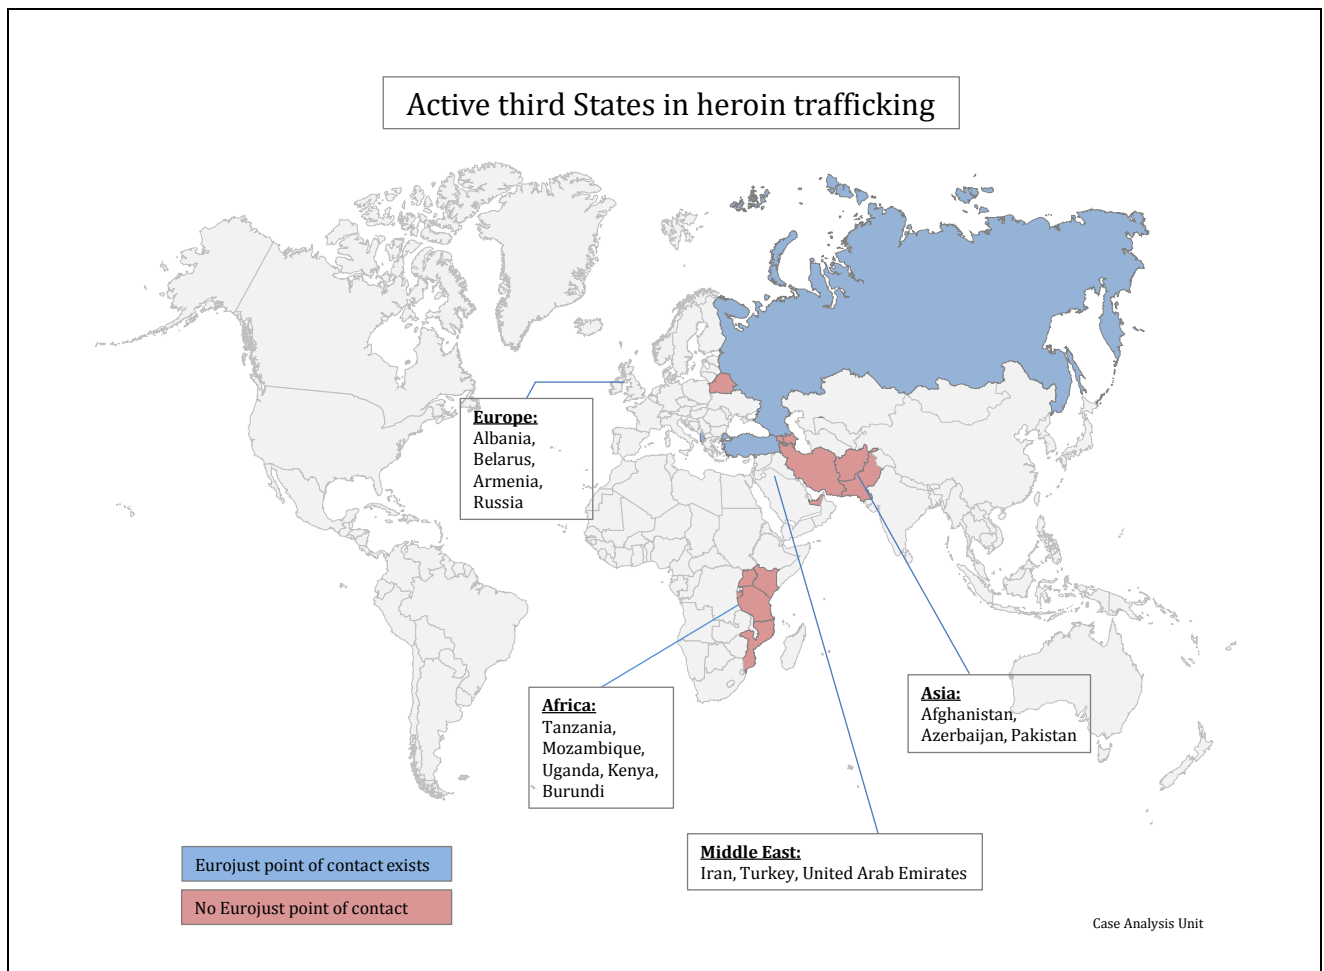 Active third States in heroin trafficking
Europe:
Albania,
Belarus,
Armenia,
Russia
Africa:
Tanzania,
Mozambique,
Uganda, Kenya,
Burundi
Asia:
Afghanistan,
Azerbaijan, Pakistan
Middle East:
Iran, Turkey, United Arab Emirates
Eurojust point of contact exists
No Eurojust point of contact
Case Analysis Unit